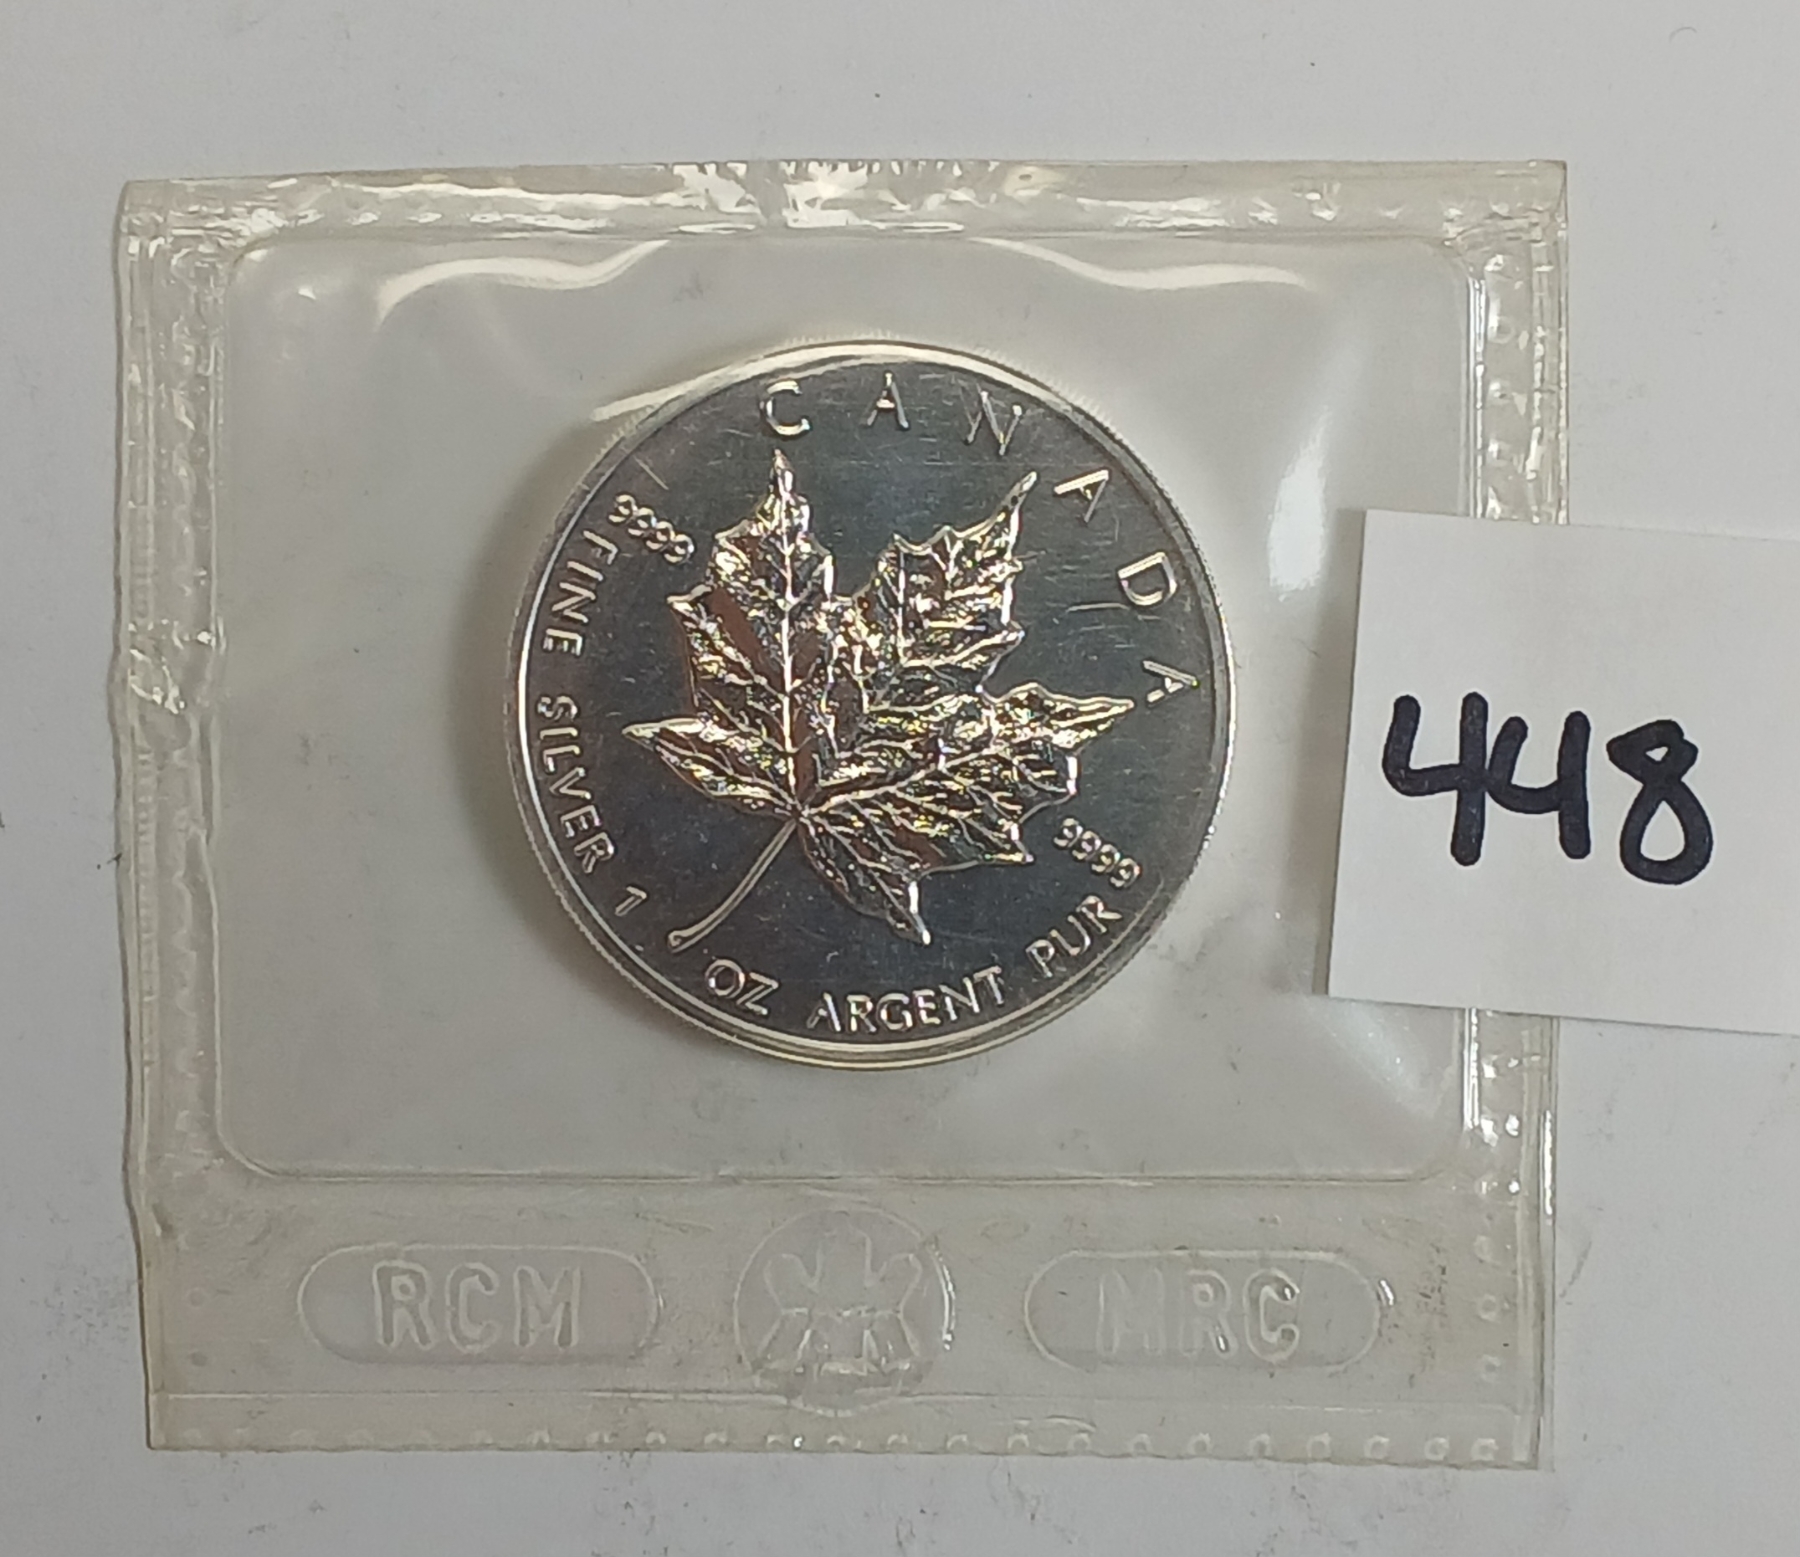 CANADA
9999
FINE SILVER 1 OZ ARGENT PUR
9999
448
RCM
MRC